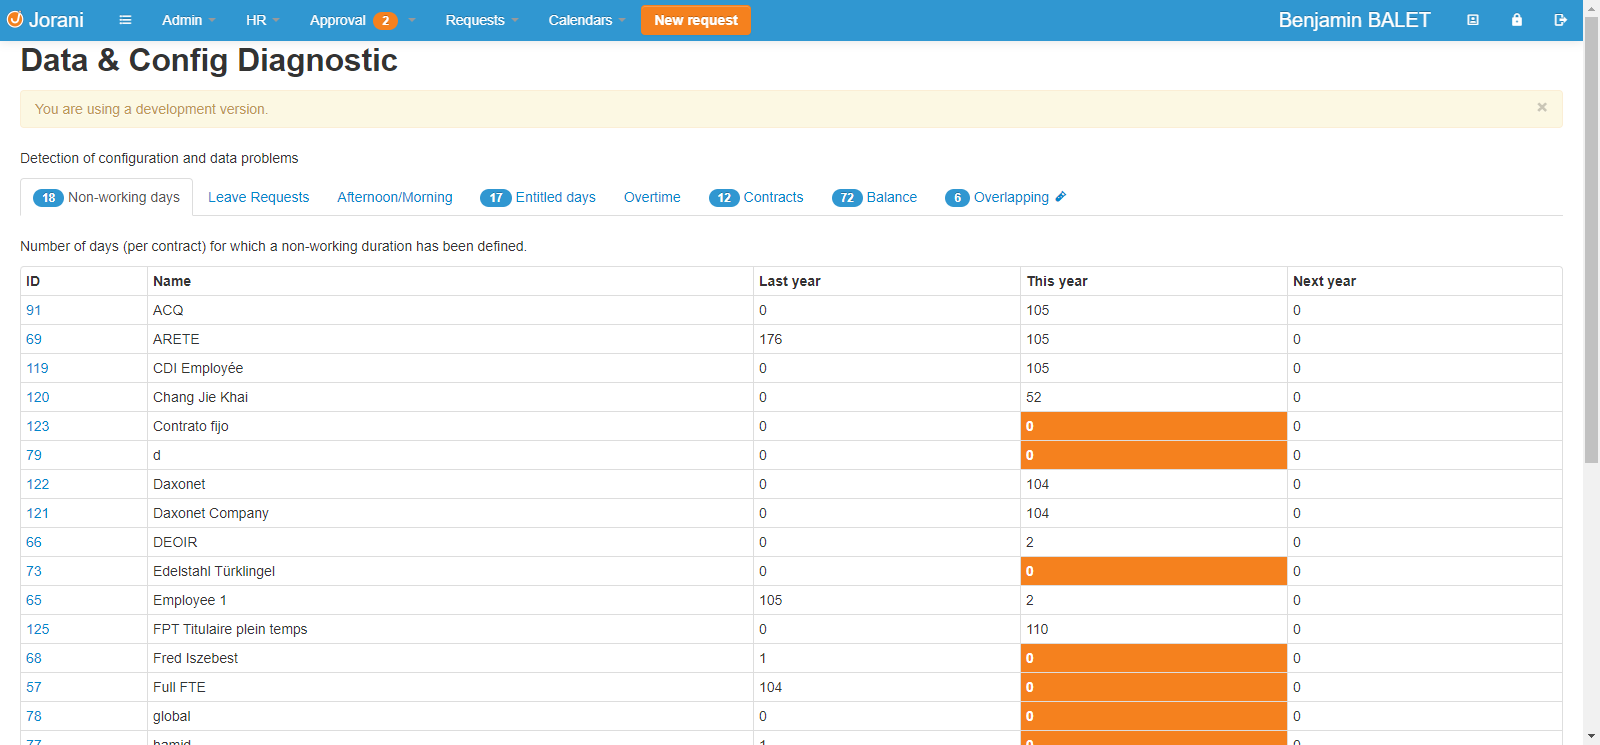 Jorani Admin HR Approval 2 Requests Calendars New request Benjamin BALET
Data & Config Diagnostic
You are using a development version. ×
Detection of configuration and data problems
18 Non-working days Leave Requests Afternoon/Morning 17 Entitled days Overtime 12 Contracts 72 Balance 6 Overlapping
Number of days (per contract) for which a non-working duration has been defined.
ID Name Last year This year Next year
91 ACQ 0 105 0
69 ARETE 176 105 0
119 CDI Employée 0 105 0
120 Chang Jie Khai 0 52 0
123 Contrato fijo 0 0 0
79 d 0 0 0
122 Daxonet 0 104 0
121 Daxonet Company 0 104 0
66 DEOIR 0 2 0
73 Edelstahl Türklingel 0 0 0
65 Employee 1 105 2 0
125 FPT Titulaire plein temps 0 110 0
68 Fred Iszebest 1 0 0
57 Full FTE 104 0 0
78 global 0 0 0
77 hamid 1 0 0